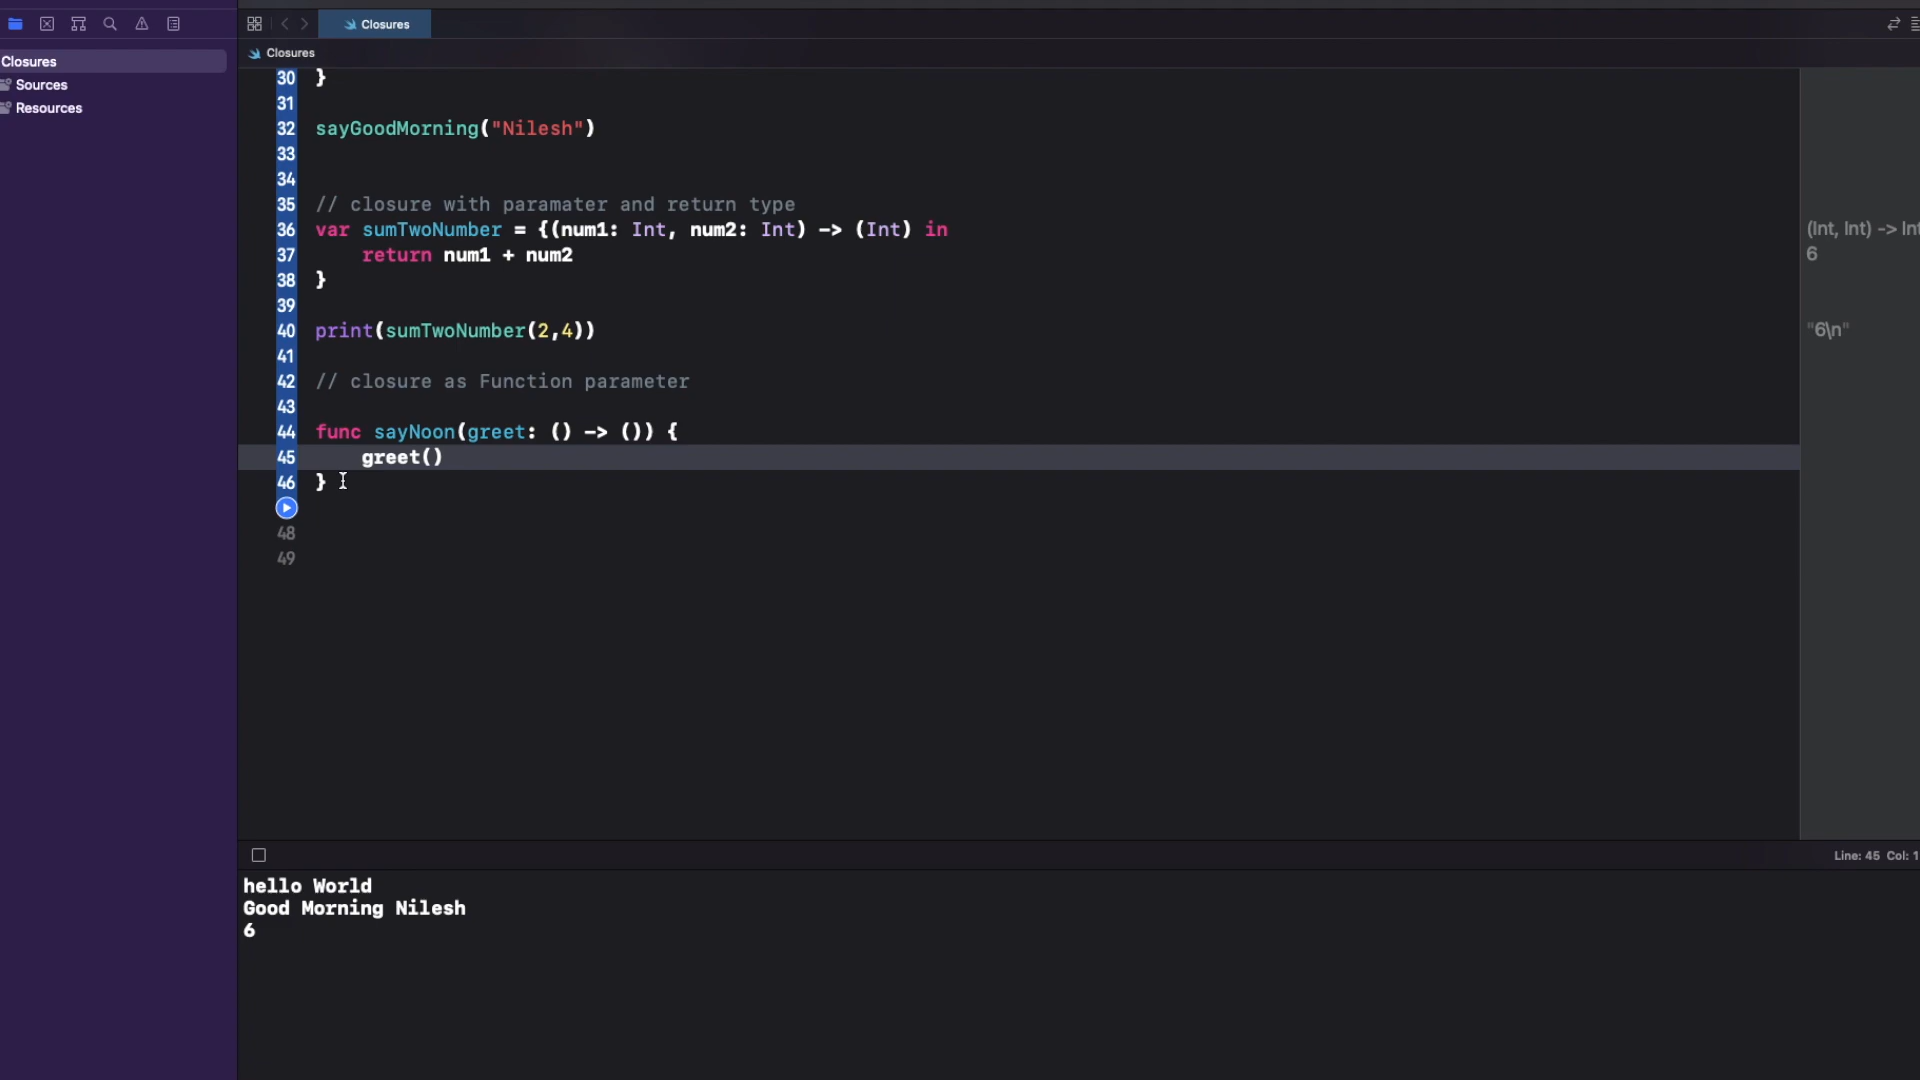 Closures
Closures
Closures
Sources
Resources
30 }
31
32 sayGoodMorning("Nilesh")
33
34
35 // closure with paramater and return type
36 var sumTwoNumber = {(num1: Int, num2: Int) -> (Int) in
(Int, Int) -> Int
37     return num1 + num2
6
38 }
39
40 print(sumTwoNumber(2,4))
"6\n"
41
42 // closure as Function parameter
43
44 func sayNoon(greet: () -> ()) {
45     greet()
46 }
48
49
Line: 45 Col: 1
hello World
Good Morning Nilesh
6